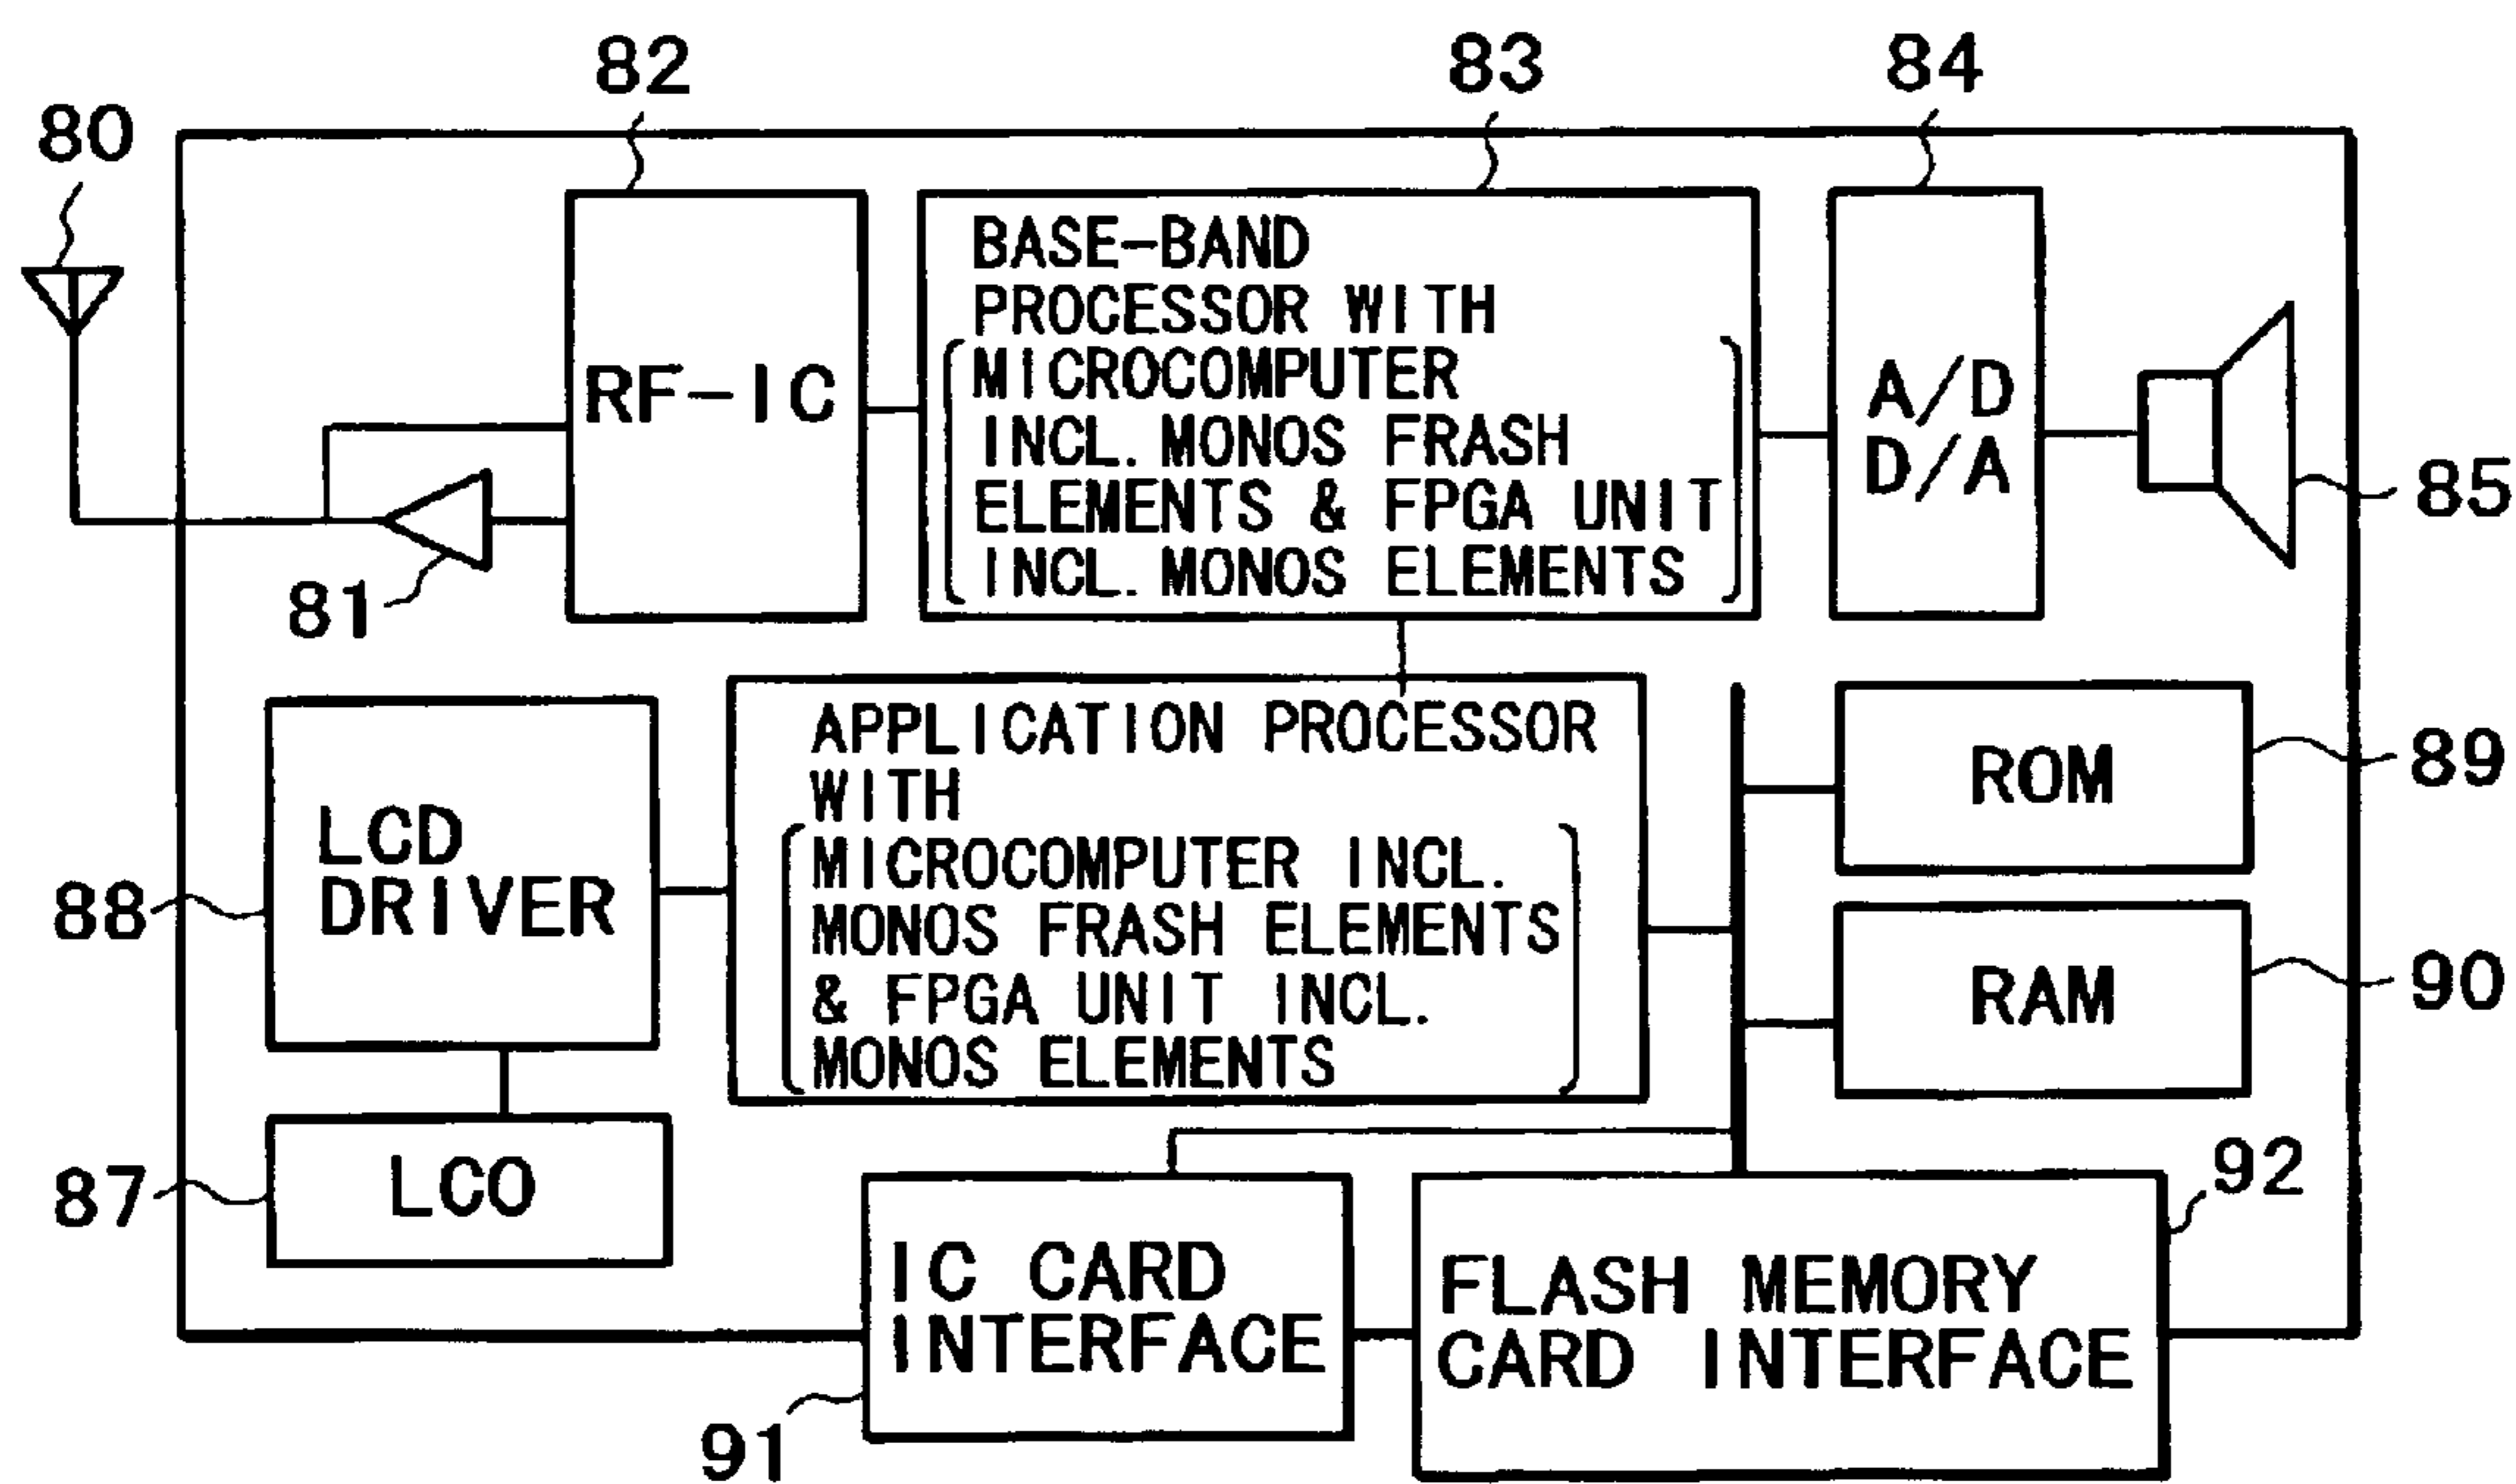 82
83
84
80
BASE-BAND
PROCESSOR WITH
MICROCOMPUTER
INCL. MONOS FRASH
ELEMENTS & FPGA UNIT
INCL. MONOS ELEMENTS
RF-IC
A/D
D/A
85
81
APPLICATION PROCESSOR
WITH
MICROCOMPUTER INCL.
MONOS FRASH ELEMENTS
& FPGA UNIT INCL.
MONOS ELEMENTS
ROM
89
LCD
DRIVER
88
RAM
90
LCO
87
92
IC CARD
INTERFACE
FLASH MEMORY
CARD INTERFACE
91